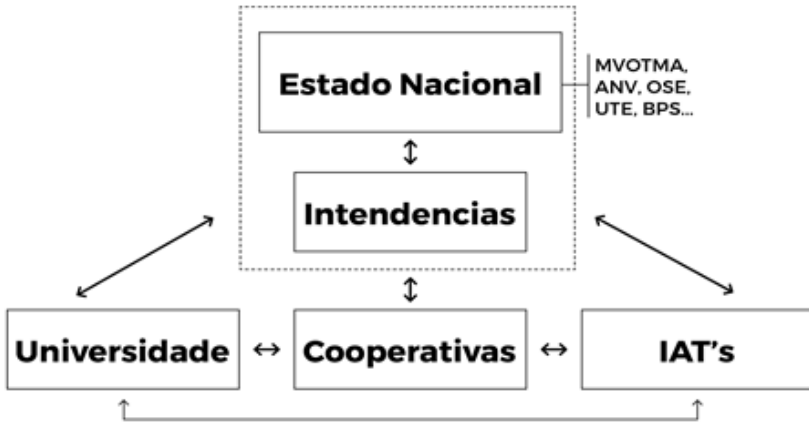 Estado Nacional
MVOTMA,
ANV, OSE,
UTE, BPS...
Intendencias
Universidade
Cooperativas
IAT's